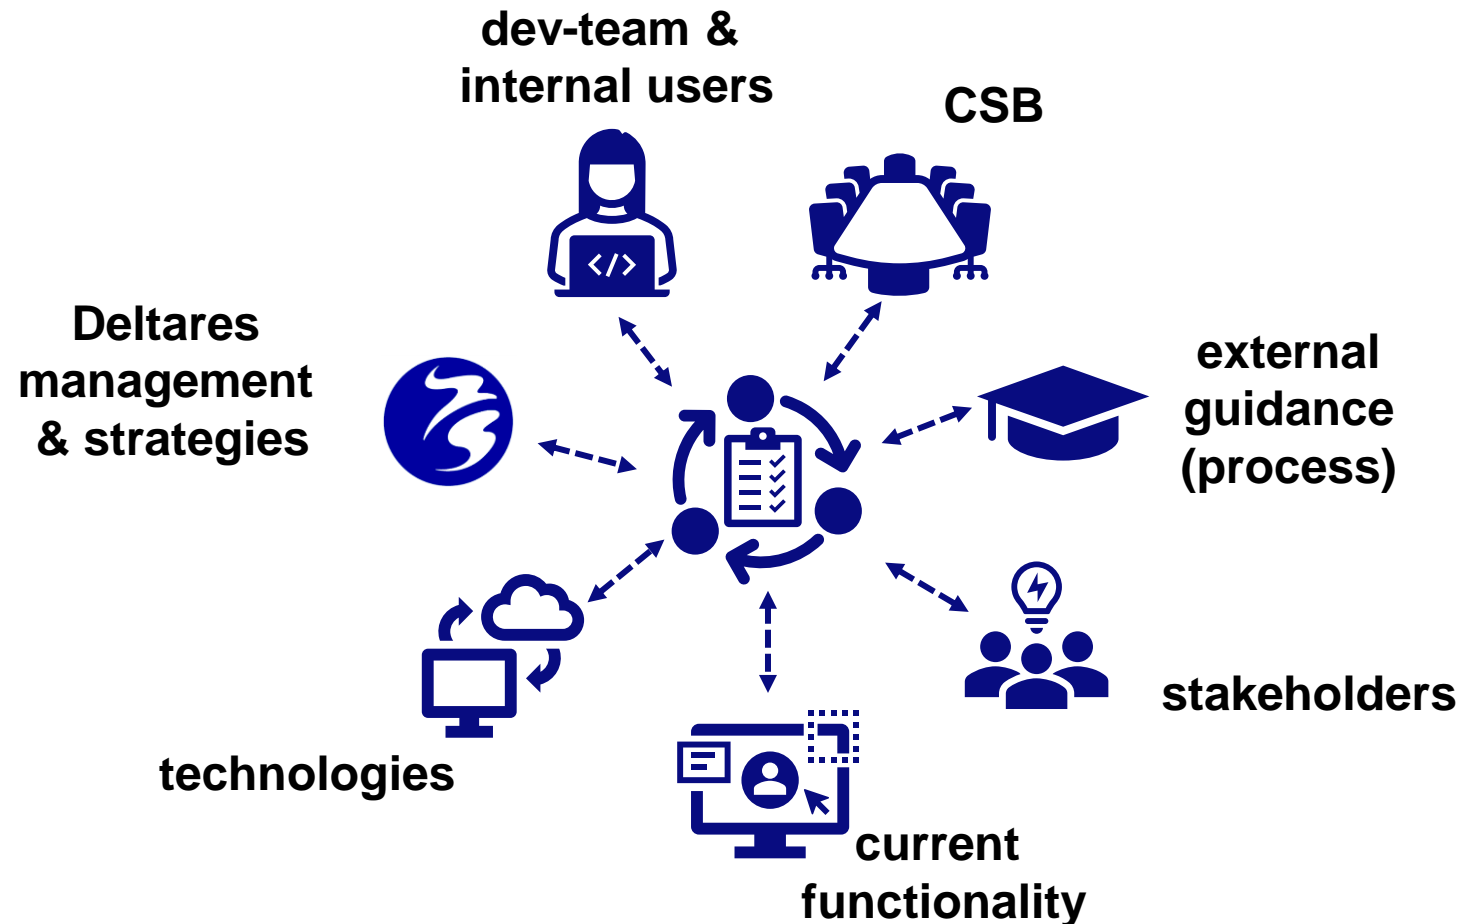 dev-team &
internal users
CSB
Deltares
management
& strategies
external
guidance
(process)
</>
stakeholders
technologies
current
functionality